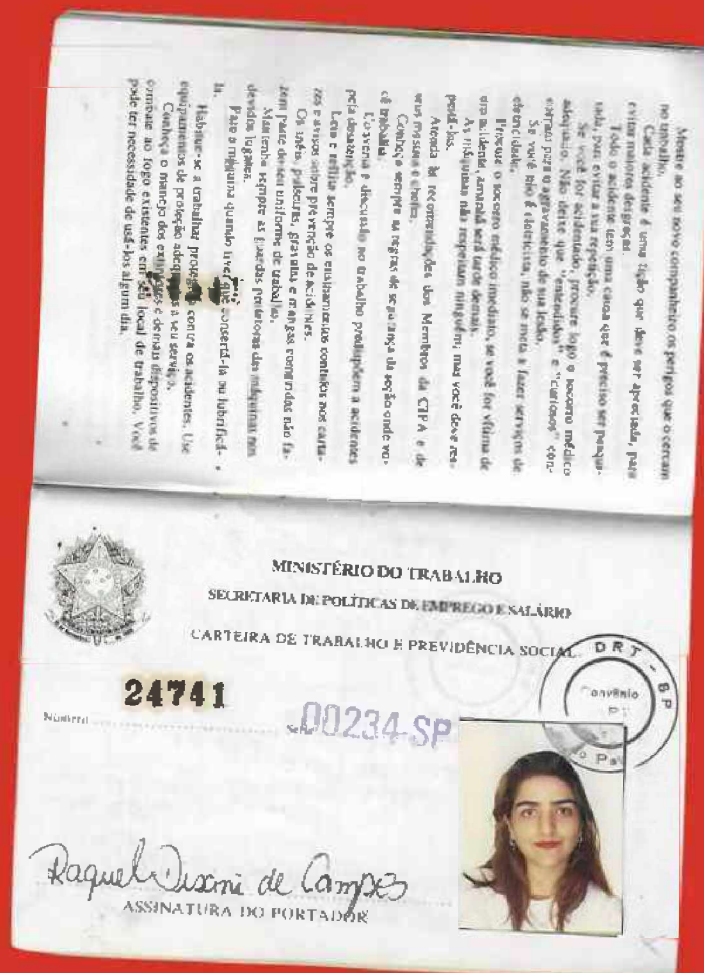 Mostre ao seu novo companheiro os perigos que o cercam
no trabalho.
Cada acidente é uma lição que deve ser apreciada, para
evitar maiores desgraças.
Todo o acidente tem uma causa que é preciso ser pesqui-
sada, para evitar a sua repetição.
Se você for acidentado, procure logo o socorro médico
adequado. Não deixe que "entendidos" e "curiosos" con-
corram para o agravamento de sua lesão.
Se você não é eletricista, não se meta a fazer serviços de
eletricidade.
Procure o socorro médico imediato, se você for vítima de
um acidente, amanhã será tarde demais.
As máquinas não respeitam ninguém, mas você deve res-
peitá-las.
Atenda às recomendações dos Membros da CIPA e de
seus mestres e chefes.
Conheça sempre as regras de segurança da seção onde vo-
cê trabalha.
Conversa e discussão no trabalho predispõem a acidentes
pela desatenção.
Leia e reflita sempre os ensinamentos contidos nos carta-
zes e avisos sobre prevenção de acidentes.
Os anéis, pulseiras, gravatas e mangas compridas não fa-
zem parte do seu uniforme de trabalho.
Mantenha sempre as guardas protetoras das máquinas nos
devidos lugares.
Pare a máquina quando tiver que consertá-la ou lubrificá-
la.
Habitue-se a trabalhar protegido contra os acidentes. Use
equipamentos de proteção adequados a seu serviço.
Conheça o manejo dos extintores e demais dispositivos de
combate ao fogo existentes em seu local de trabalho. Você
pode ter necessidade de usá-los algum dia.
MINISTÉRIO DO TRABALHO
SECRETARIA DE POLÍTICAS DE EMPREGO E SALÁRIO
CARTEIRA DE TRABALHO E PREVIDÊNCIA SOCIAL
DRT - SP
Convênio
24741
Número
Série 00234-SP
Raquel de Campos
ASSINATURA DO PORTADOR